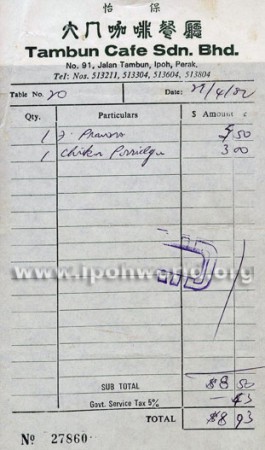 怡 保
六八咖啡餐廳
Tambun Cafe Sdn. Bhd.
No. 91, Jalan Tambun, Ipoh, Perak,
Tel: Nos. 513211, 513304, 513604, 513804
Table No. 20 Date: 21/4/82
Qty. Particulars $ Amount ¢
1 Prawns 5 50
1 Chicken Porridge 3 00
www.ipohworld.org
SUB TOTAL $8 50
Govt. Service Tax 5% 43
TOTAL $8 93
Nº 27860